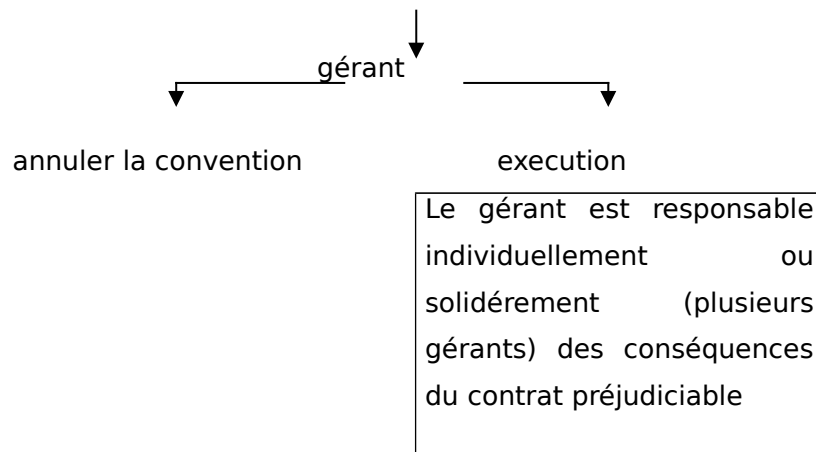 gérant
annuler la convention execution
Le gérant est responsable
individuellement ou
solidérement (plusieurs
gérants) des conséquences
du contrat préjudiciable